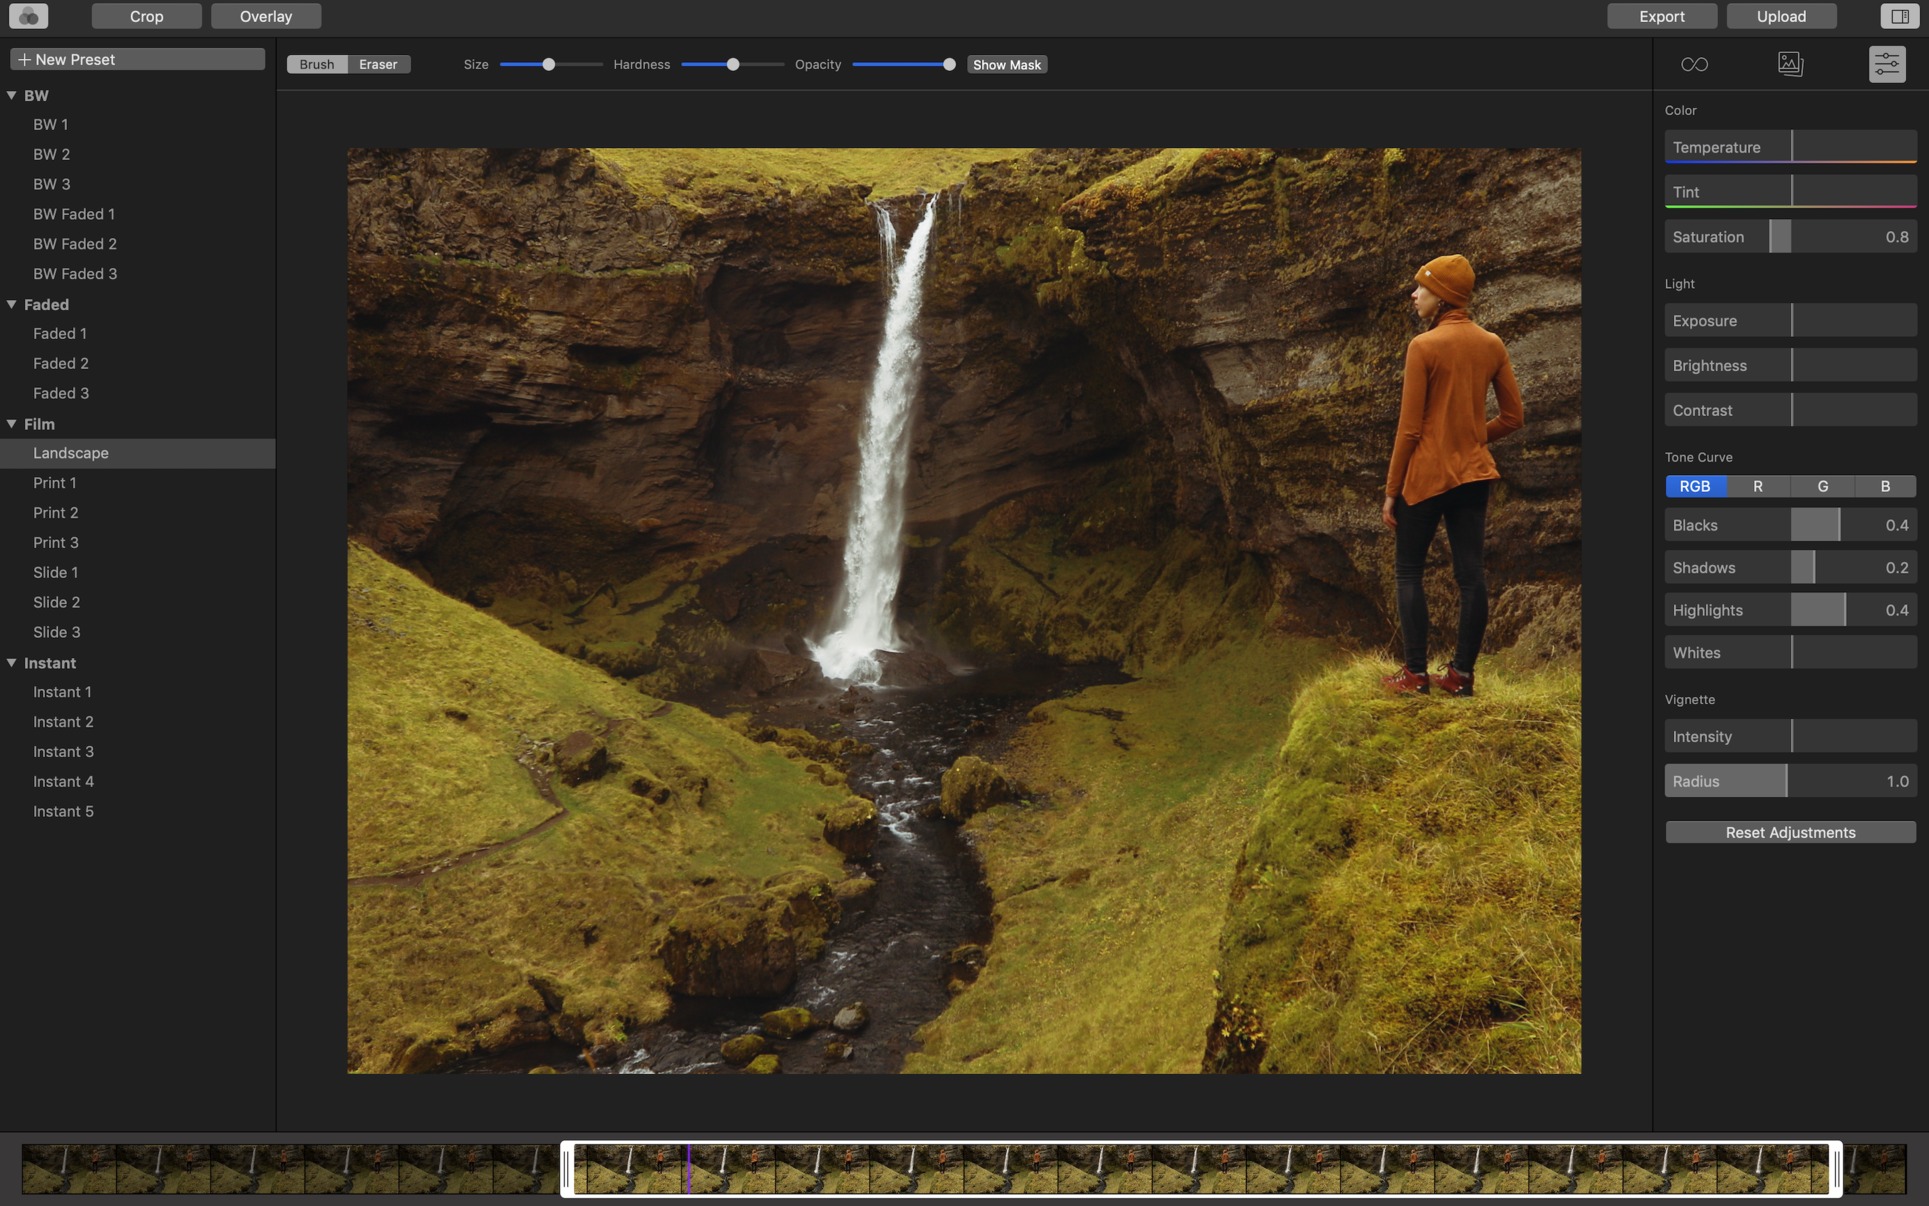 Crop
Overlay
Export
Upload
New Preset
Brush
Eraser
Size
Hardness
Opacity
Show Mask
BW
BW 1
BW 2
BW 3
BW Faded 1
BW Faded 2
BW Faded 3
Faded
Faded 1
Faded 2
Faded 3
Film
Landscape
Print 1
Print 2
Print 3
Slide 1
Slide 2
Slide 3
Instant
Instant 1
Instant 2
Instant 3
Instant 4
Instant 5
Color
Temperature
Tint
Saturation 0.8
Light
Exposure
Brightness
Contrast
Tone Curve
RGB R G B
Blacks 0.4
Shadows 0.2
Highlights 0.4
Whites
Vignette
Intensity
Radius 1.0
Reset Adjustments